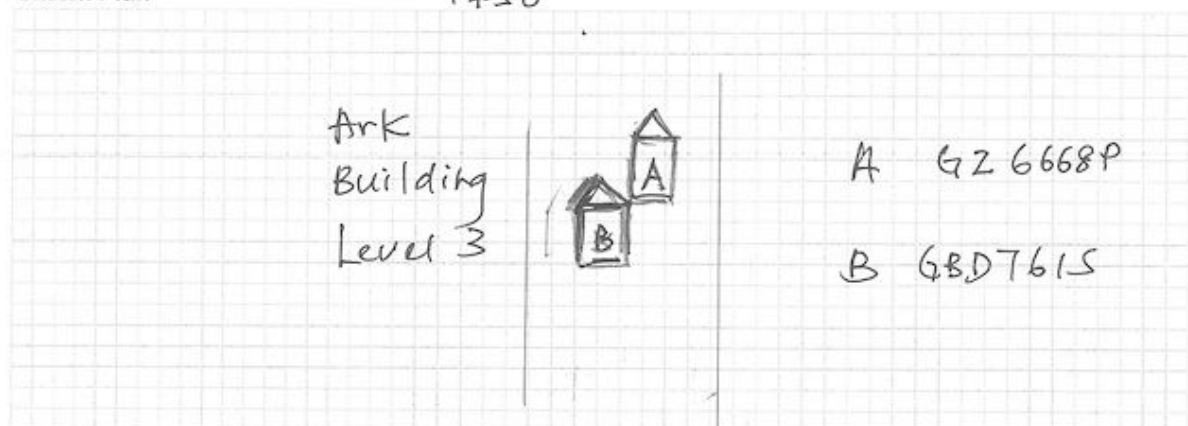 Ark
Building
Level 3
A
B
A GZ 6668P
B GBD761S